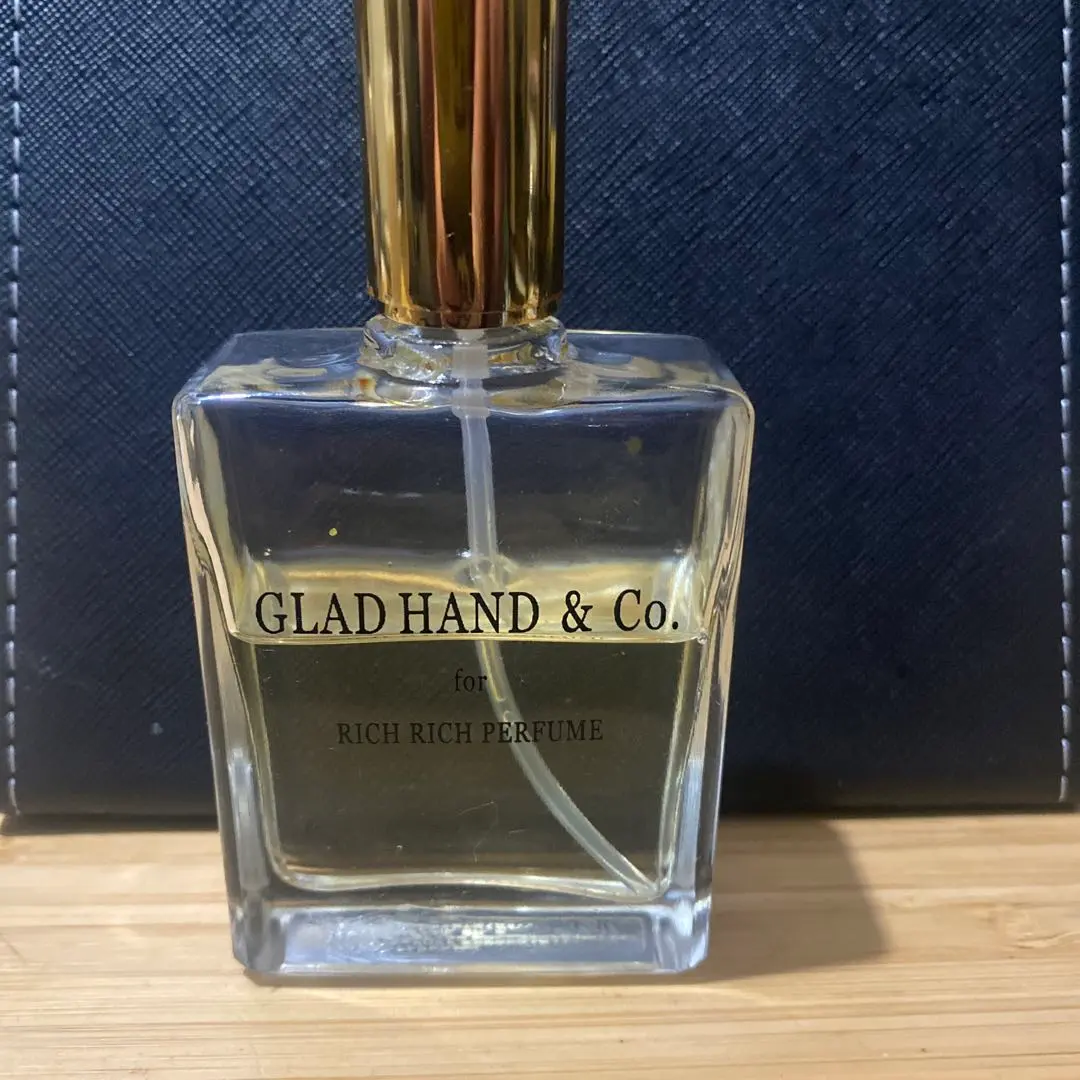 GLAD HAND & Co.
for
RICH RICH PERFUME